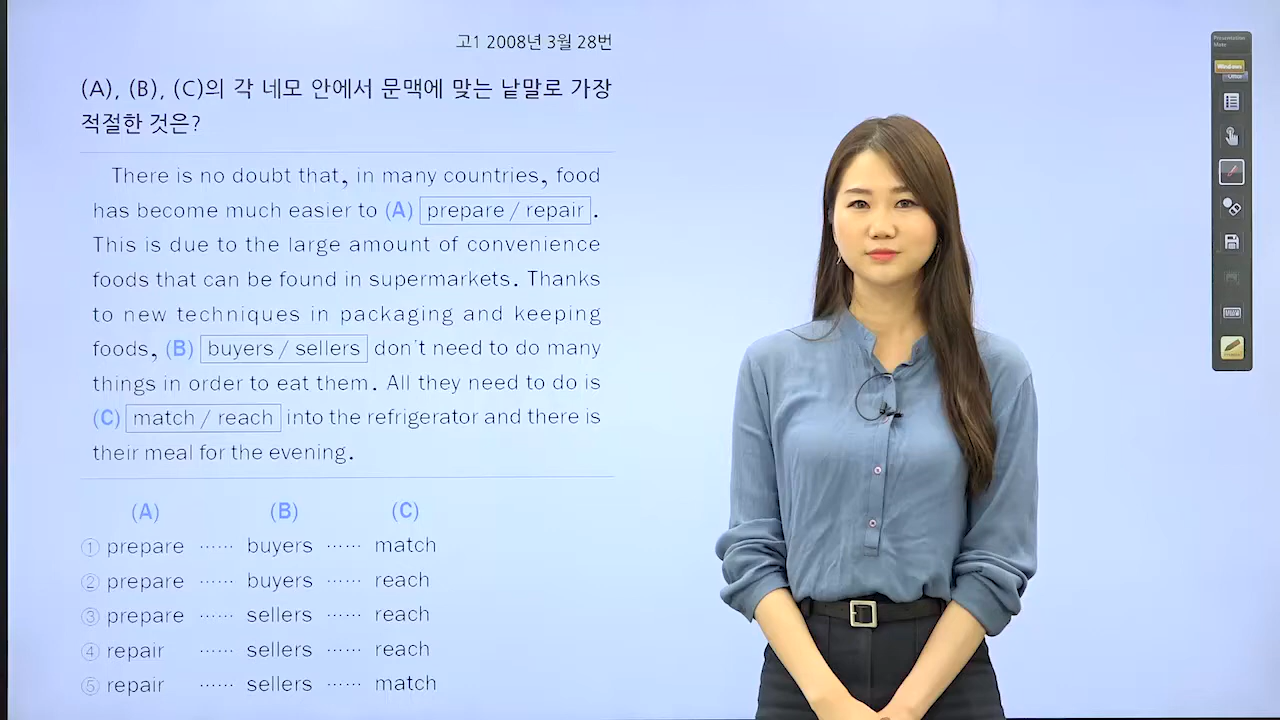 고1 2008년 3월 28번
(A), (B), (C)의 각 네모 안에서 문맥에 맞는 낱말로 가장
적절한 것은?
There is no doubt that, in many countries, food
has become much easier to (A) prepare / repair .
This is due to the large amount of convenience
foods that can be found in supermarkets. Thanks
to new techniques in packaging and keeping
foods, (B) buyers / sellers don't need to do many
things in order to eat them. All they need to do is
(C) match / reach into the refrigerator and there is
their meal for the evening.
(A) (B) (C)
① prepare ...... buyers ...... match
② prepare ...... buyers ...... reach
③ prepare ...... sellers ...... reach
④ repair ...... sellers ...... reach
⑤ repair ...... sellers ...... match
Presentation
Mate
Windows
Office